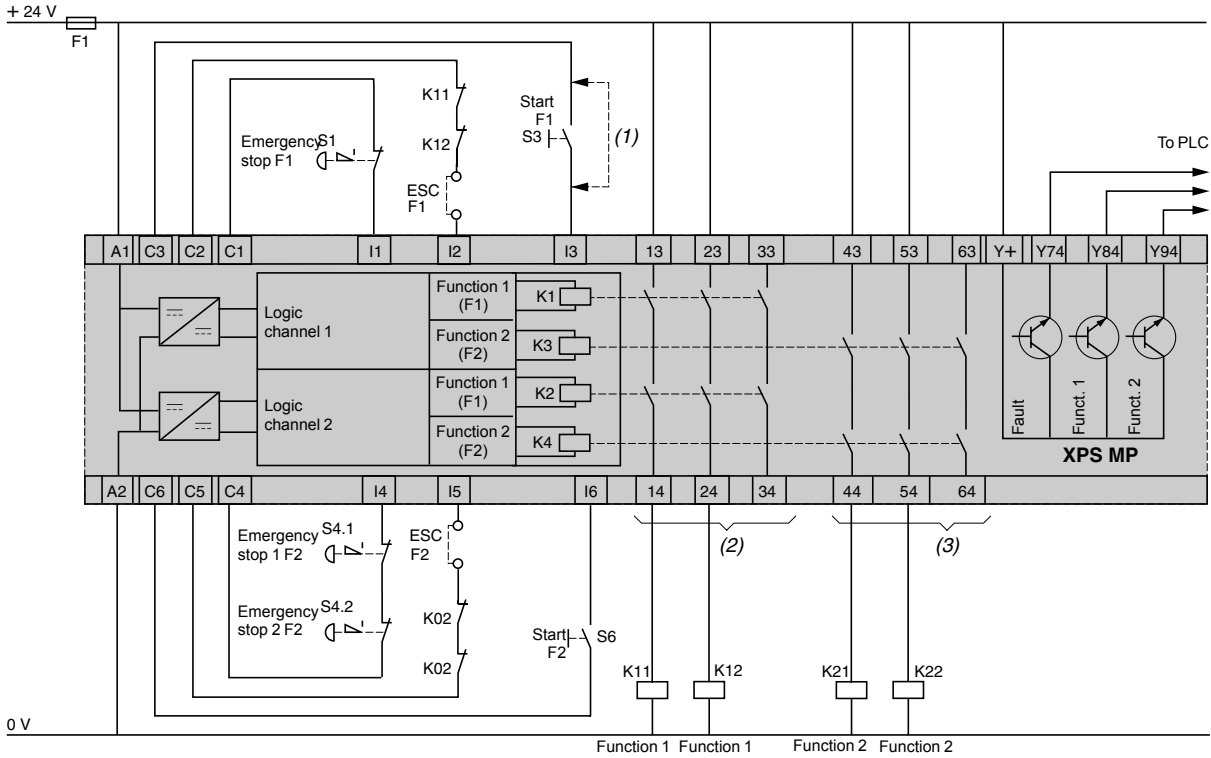 + 24 V
F1
K11
K12
Emergency S1
stop F1
ESC
F1
Start
F1
S3
(1)
To PLC
A1 C3 C2 C1 I1 I2 I3 13 23 33 43 53 63 Y+ Y74 Y84 Y94
Logic
channel 1
Function 1
(F1)
K1
Function 2
(F2)
K3
Logic
channel 2
Function 1
(F1)
K2
Function 2
(F2)
K4
Fault
Funct. 1
Funct. 2
XPS MP
A2 C6 C5 C4 I4 I5 I6 14 24 34 44 54 64
(2)
(3)
Emergency S4.1
stop 1 F2
ESC
F2
Emergency S4.2
stop 2 F2
K02
K02
Start
F2
S6
K11
K12
K21
K22
0 V
Function 1 Function 1 Function 2 Function 2